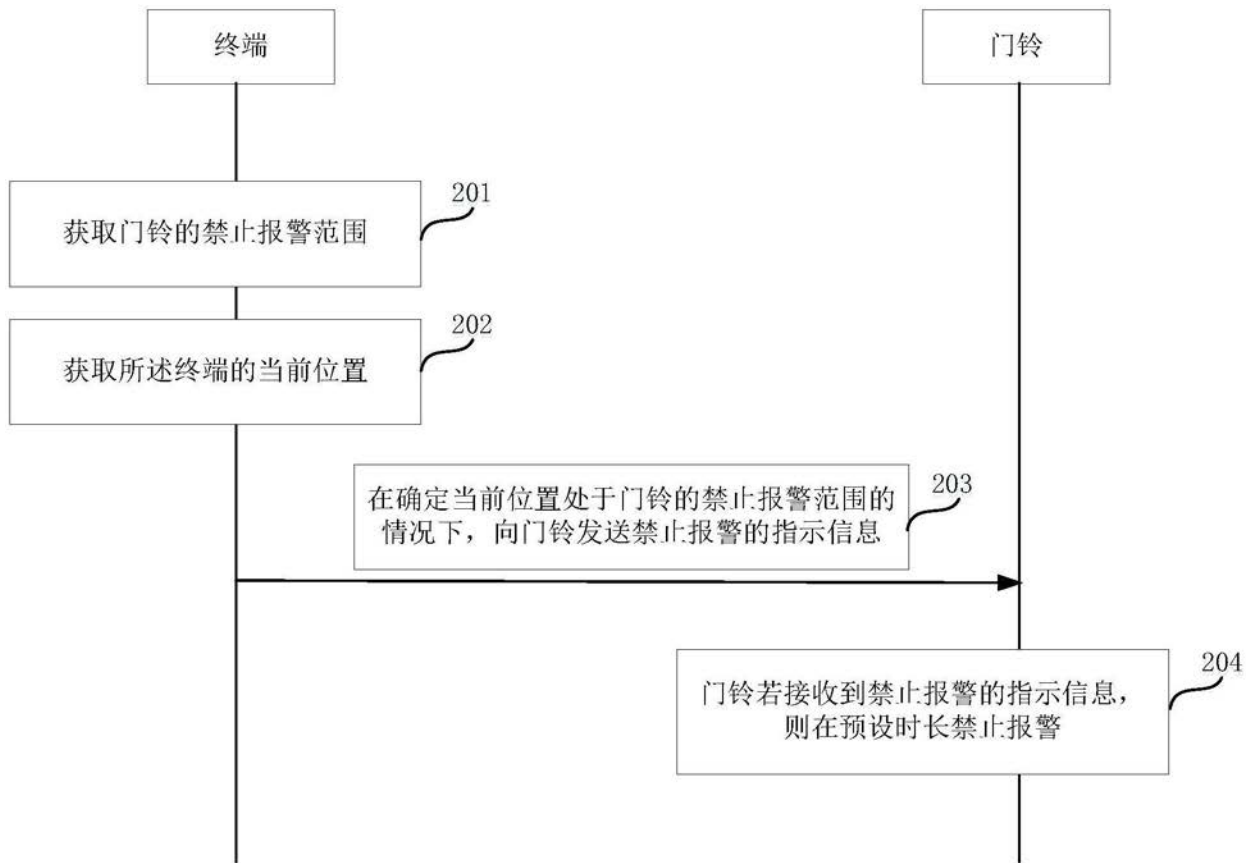 终端
门铃
获取门铃的禁止报警范围
201
获取所述终端的当前位置
202
在确定当前位置处于门铃的禁止报警范围的
情况下，向门铃发送禁止报警的指示信息
203
门铃若接收到禁止报警的指示信息，
则在预设时长禁止报警
204